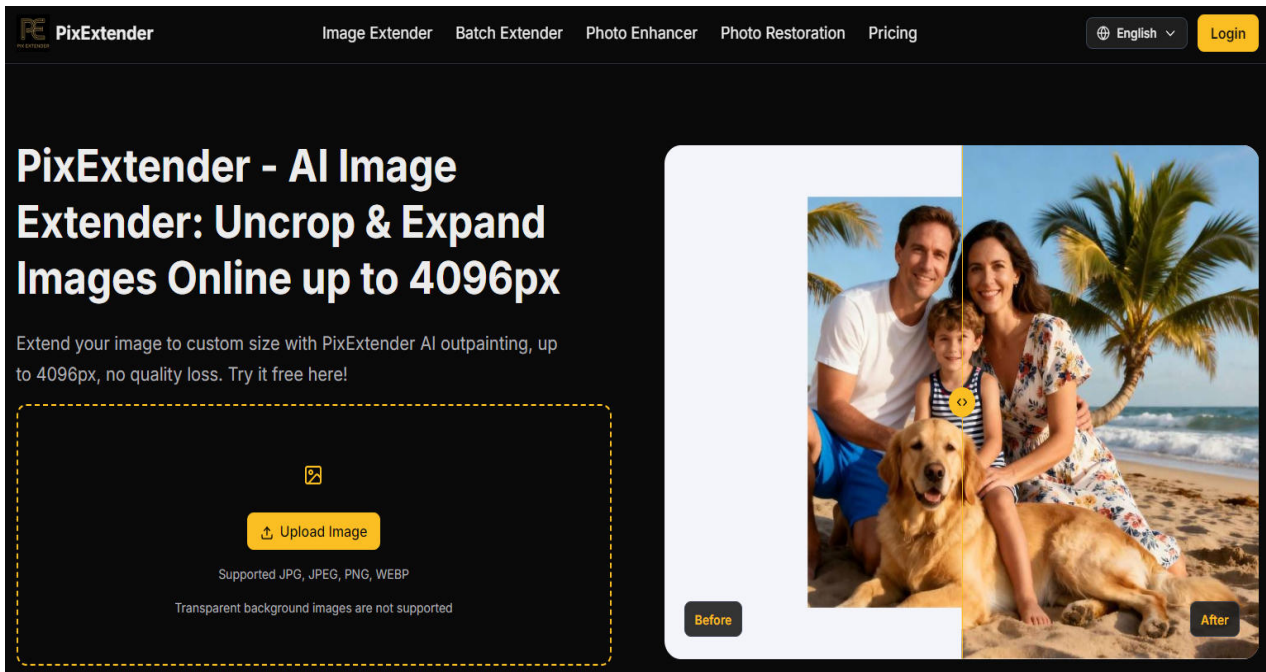 PIX EXTENDER
PixExtender
Image Extender
Batch Extender
Photo Enhancer
Photo Restoration
Pricing
English
Login
PixExtender - AI Image
Extender: Uncrop & Expand
Images Online up to 4096px
Extend your image to custom size with PixExtender AI outpainting, up
to 4096px, no quality loss. Try it free here!
Upload Image
Supported JPG, JPEG, PNG, WEBP
Transparent background images are not supported
Before
After